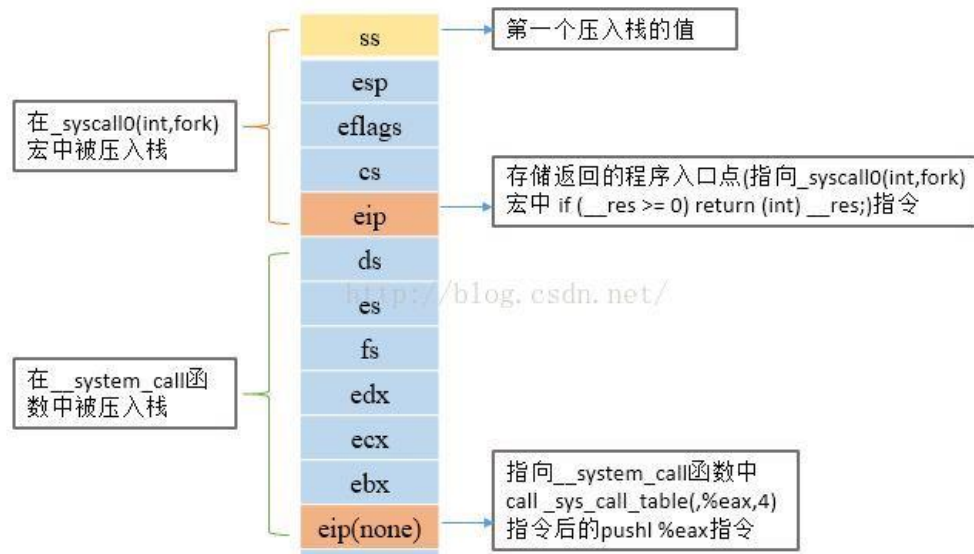 ss
第一个压入栈的值
esp
eflags
cs
在_syscall0(int,fork)
宏中被压入栈
eip
存储返回的程序入口点(指向_syscall0(int,fork)
宏中 if (__res >= 0) return (int) __res;)指令
ds
http://blog.csdn.net/
es
fs
在__system_call函
数中被压入栈
edx
ecx
ebx
eip(none)
指向__system_call函数中
call _sys_call_table(,%eax,4)
指令后的pushl %eax指令